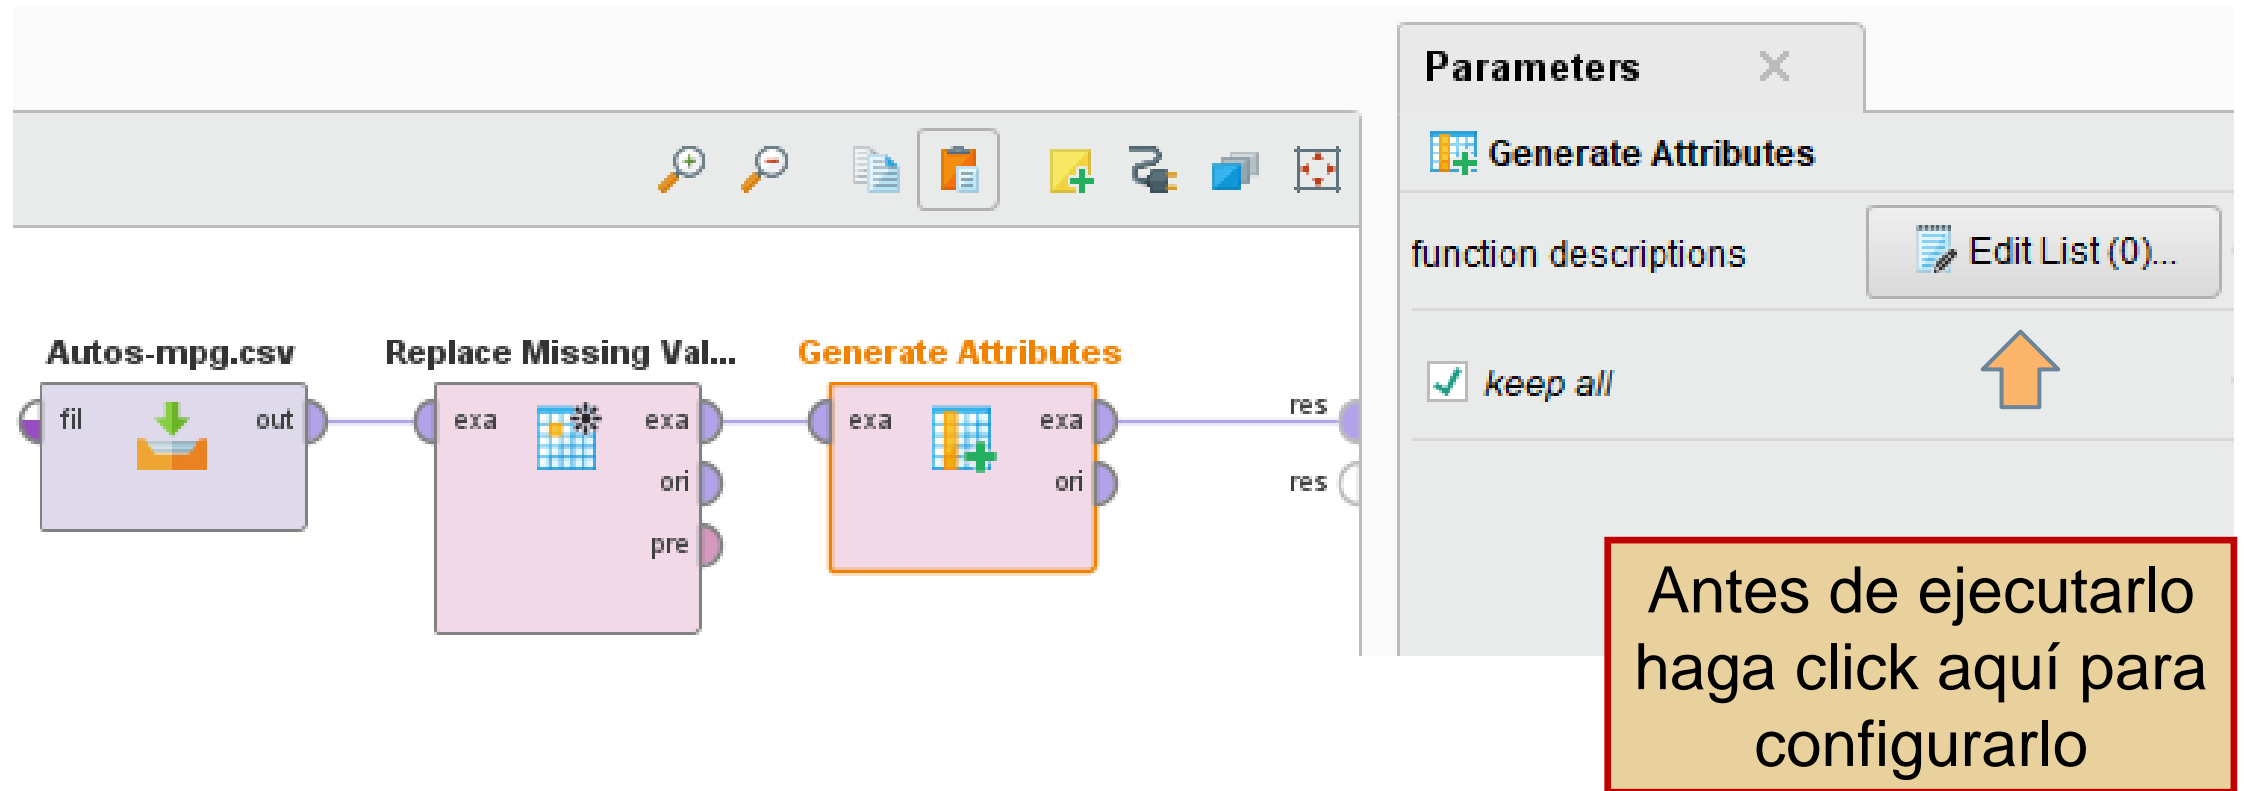 Parameters
Generate Attributes
function descriptions
Edit List (0)...
keep all
Autos-mpg.csv
Replace Missing Val...
Generate Attributes
fil
out
exa
exa
ori
pre
exa
exa
ori
res
res
Antes de ejecutarlo
haga click aquí para
configurarlo